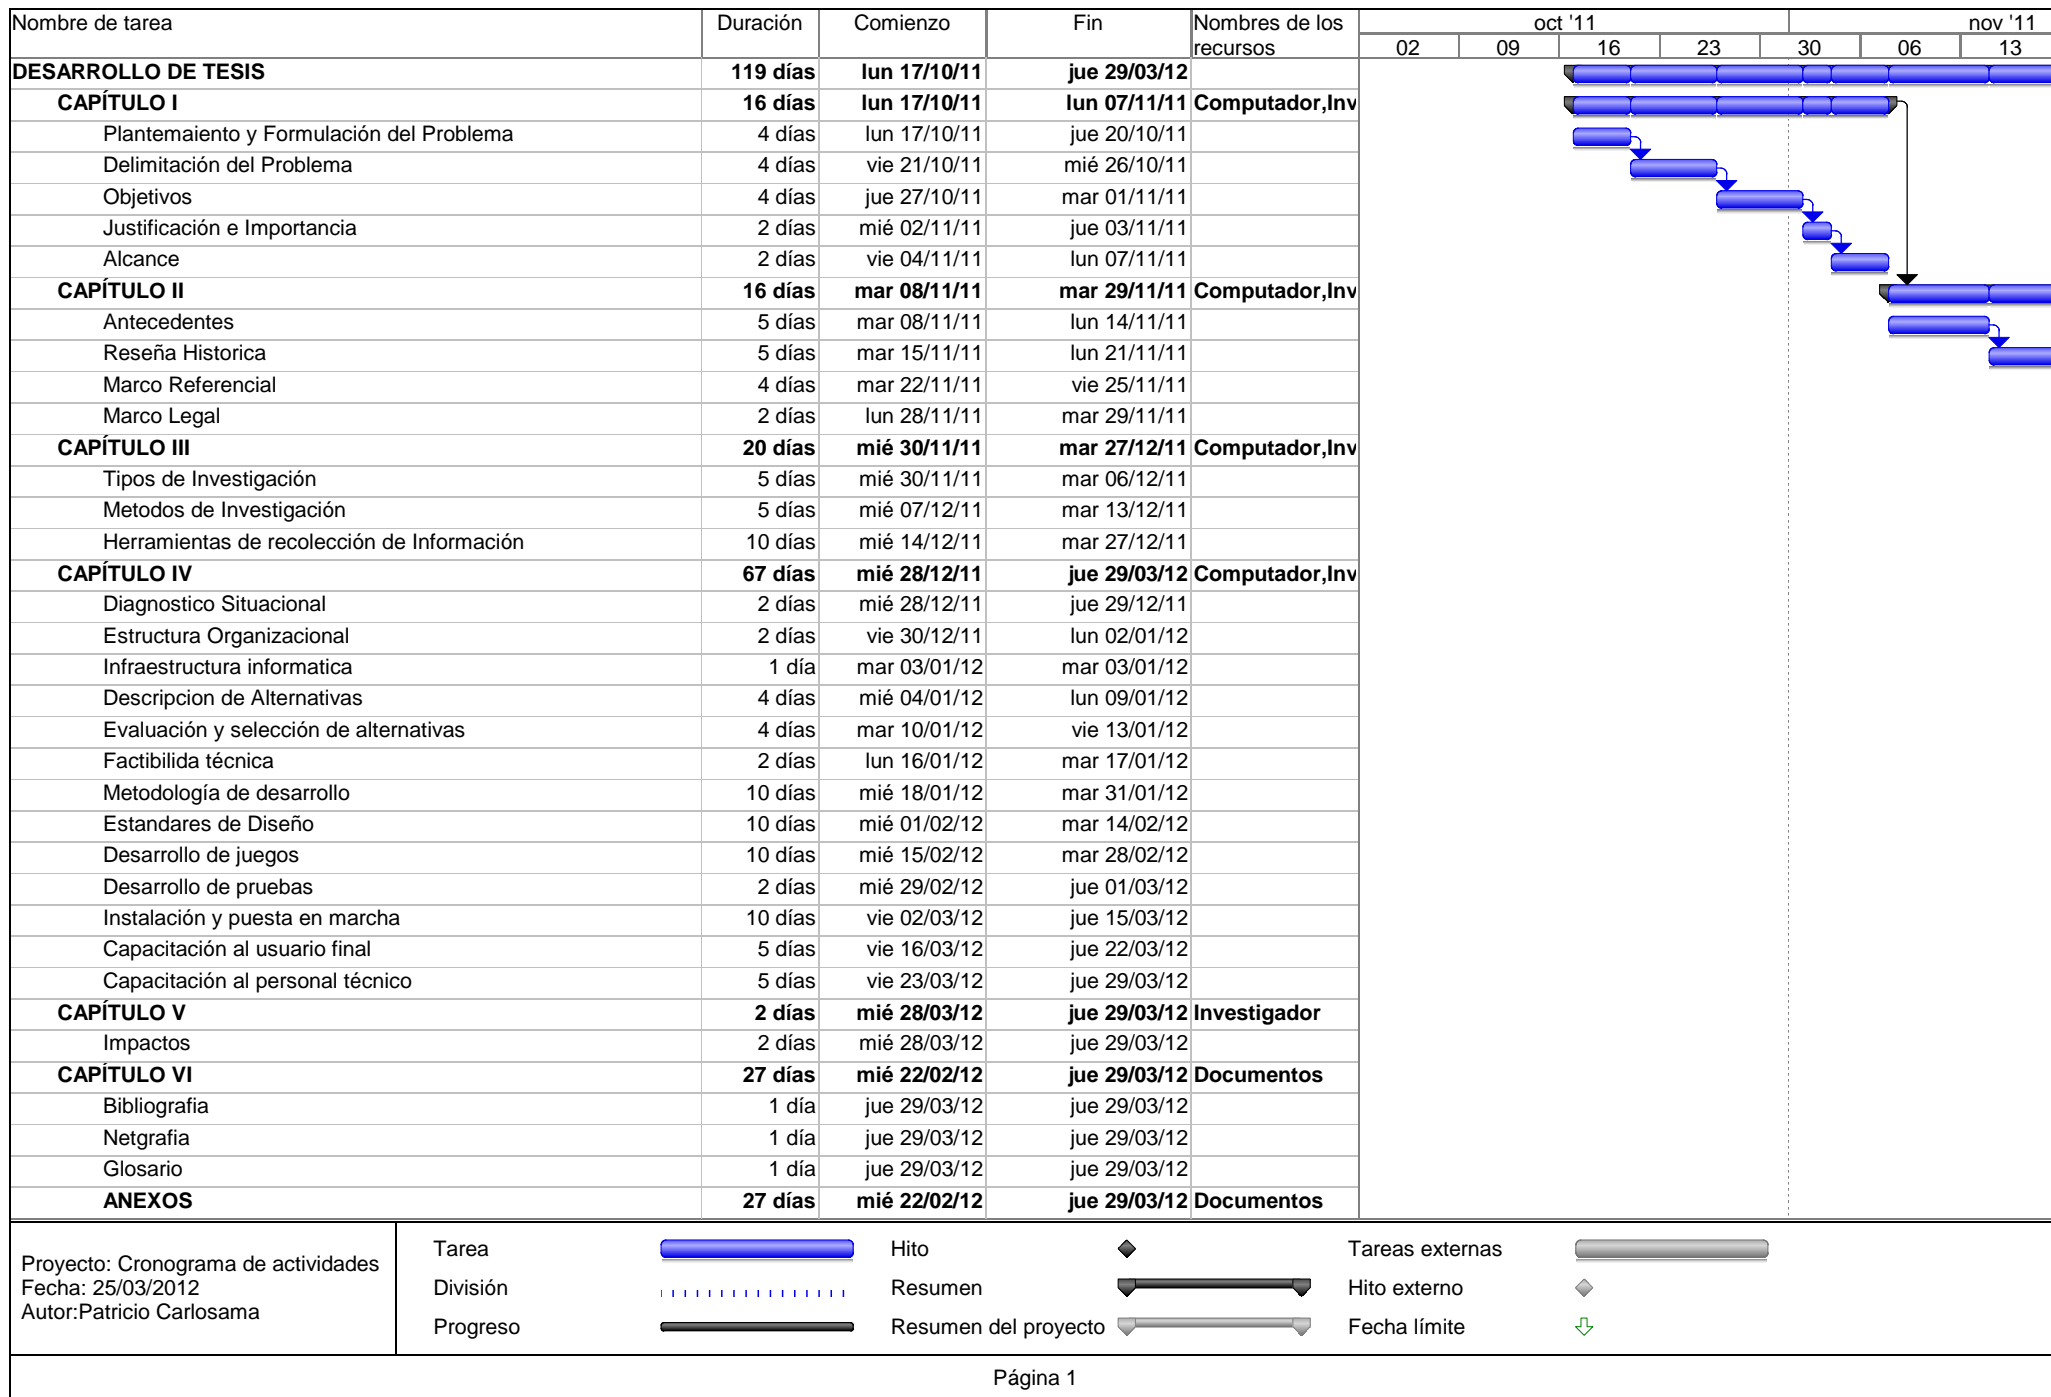 Nombre de tarea Duración Comienzo Fin Nombres de los recursos oct '11 nov '11
02 09 16 23 30 06 13
DESARROLLO DE TESIS 119 días lun 17/10/11 jue 29/03/12
CAPÍTULO I 16 días lun 17/10/11 lun 07/11/11 Computador,Inv
Plantemaiento y Formulación del Problema 4 días lun 17/10/11 jue 20/10/11
Delimitación del Problema 4 días vie 21/10/11 mié 26/10/11
Objetivos 4 días jue 27/10/11 mar 01/11/11
Justificación e Importancia 2 días mié 02/11/11 jue 03/11/11
Alcance 2 días vie 04/11/11 lun 07/11/11
CAPÍTULO II 16 días mar 08/11/11 mar 29/11/11 Computador,Inv
Antecedentes 5 días mar 08/11/11 lun 14/11/11
Reseña Historica 5 días mar 15/11/11 lun 21/11/11
Marco Referencial 4 días mar 22/11/11 vie 25/11/11
Marco Legal 2 días lun 28/11/11 mar 29/11/11
CAPÍTULO III 20 días mié 30/11/11 mar 27/12/11 Computador,Inv
Tipos de Investigación 5 días mié 30/11/11 mar 06/12/11
Metodos de Investigación 5 días mié 07/12/11 mar 13/12/11
Herramientas de recolección de Información 10 días mié 14/12/11 mar 27/12/11
CAPÍTULO IV 67 días mié 28/12/11 jue 29/03/12 Computador,Inv
Diagnostico Situacional 2 días mié 28/12/11 jue 29/12/11
Estructura Organizacional 2 días vie 30/12/11 lun 02/01/12
Infraestructura informatica 1 día mar 03/01/12 mar 03/01/12
Descripcion de Alternativas 4 días mié 04/01/12 lun 09/01/12
Evaluación y selección de alternativas 4 días mar 10/01/12 vie 13/01/12
Factibilida técnica 2 días lun 16/01/12 mar 17/01/12
Metodología de desarrollo 10 días mié 18/01/12 mar 31/01/12
Estandares de Diseño 10 días mié 01/02/12 mar 14/02/12
Desarrollo de juegos 10 días mié 15/02/12 mar 28/02/12
Desarrollo de pruebas 2 días mié 29/02/12 jue 01/03/12
Instalación y puesta en marcha 10 días vie 02/03/12 jue 15/03/12
Capacitación al usuario final 5 días vie 16/03/12 jue 22/03/12
Capacitación al personal técnico 5 días vie 23/03/12 jue 29/03/12
CAPÍTULO V 2 días mié 28/03/12 jue 29/03/12 Investigador
Impactos 2 días mié 28/03/12 jue 29/03/12
CAPÍTULO VI 27 días mié 22/02/12 jue 29/03/12 Documentos
Bibliografia 1 día jue 29/03/12 jue 29/03/12
Netgrafia 1 día jue 29/03/12 jue 29/03/12
Glosario 1 día jue 29/03/12 jue 29/03/12
ANEXOS 27 días mié 22/02/12 jue 29/03/12 Documentos
Proyecto: Cronograma de actividades
Fecha: 25/03/2012
Autor:Patricio Carlosama
Tarea Hito Tareas externas
División Resumen Hito externo
Progreso Resumen del proyecto Fecha límite
Página 1